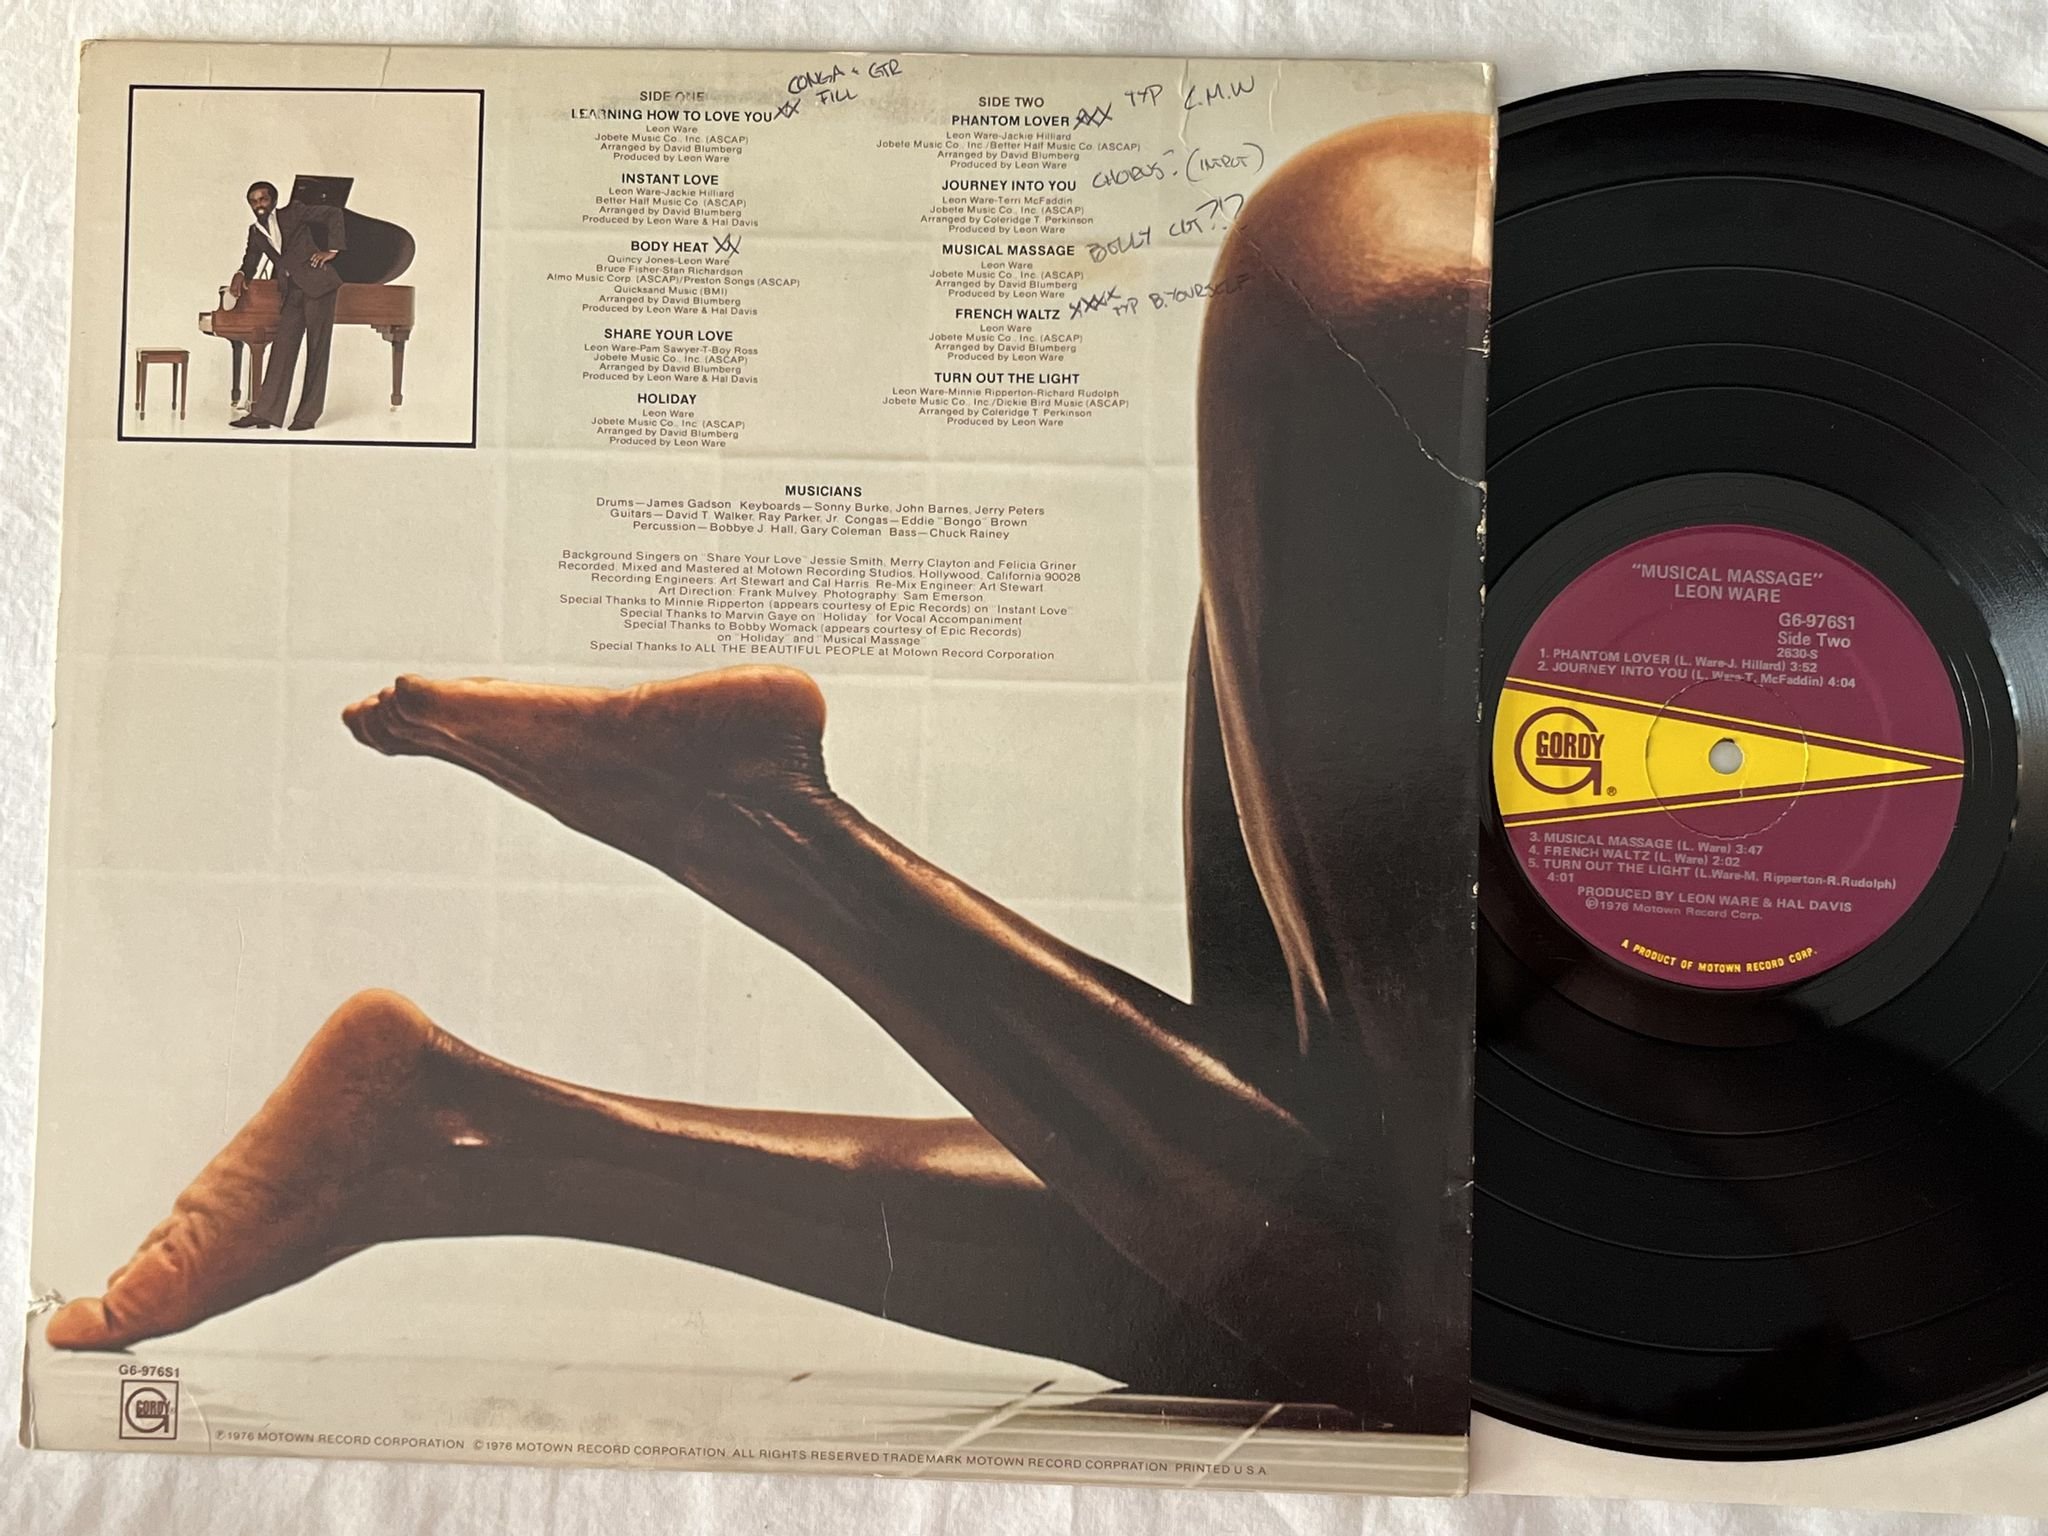 SIDE ONE
CONGA + GTR
FILL
LEARNING HOW TO LOVE YOU XX
Leon Ware
Jobete Music Co., Inc. (ASCAP)
Arranged by David Blumberg
Produced by Leon Ware
INSTANT LOVE
Leon Ware-Jackie Hilliard
Better Half Music Co. (ASCAP)
Arranged by David Blumberg
Produced by Leon Ware & Hal Davis
BODY HEAT XX
Quincy Jones-Leon Ware
Bruce Fisher-Stan Richardson
Almo Music Corp. (ASCAP)/Preston Songs (ASCAP)
Quicksand Music (BMI)
Arranged by David Blumberg
Produced by Leon Ware & Hal Davis
SHARE YOUR LOVE
Leon Ware-Pam Sawyer-T-Boy Ross
Jobete Music Co., Inc. (ASCAP)
Arranged by David Blumberg
Produced by Leon Ware & Hal Davis
HOLIDAY
Leon Ware
Jobete Music Co., Inc. (ASCAP)
Arranged by David Blumberg
Produced by Leon Ware
SIDE TWO
PHANTOM LOVER XXX TYP C.M.W
Leon Ware-Jackie Hilliard
Jobete Music Co., Inc./Better Half Music Co. (ASCAP)
Arranged by David Blumberg
Produced by Leon Ware
JOURNEY INTO YOU CHORUS?
Leon Ware-Terri McFaddin
Jobete Music Co., Inc. (ASCAP)
Arranged by Coleridge T. Perkinson
Produced by Leon Ware
MUSICAL MASSAGE CUT?!?
Leon Ware
Jobete Music Co., Inc. (ASCAP)
Arranged by David Blumberg
Produced by Leon Ware
FRENCH WALTZ XXXX TYP B. YOURSELF
Leon Ware
Jobete Music Co., Inc. (ASCAP)
Arranged by David Blumberg
Produced by Leon Ware
TURN OUT THE LIGHT
Leon Ware-Minnie Ripperton-Richard Rudolph
Jobete Music Co., Inc./Dickie Bird Music (ASCAP)
Arranged by Coleridge T. Perkinson
Produced by Leon Ware
MUSICIANS
Drums—James Gadson Keyboards—Sonny Burke, John Barnes, Jerry Peters
Guitars—David T. Walker, Ray Parker, Jr. Congas—Eddie "Bongo" Brown
Percussion—Bobbye J. Hall, Gary Coleman Bass—Chuck Rainey
Background Singers on "Share Your Love" Jessie Smith, Merry Clayton and Felicia Griner
Recorded, Mixed and Mastered at Motown Recording Studios, Hollywood, California 90028
Recording Engineers: Art Stewart and Cal Harris. Re-Mix Engineer: Art Stewart
Art Direction: Frank Mulvey. Photography: Sam Emerson
Special Thanks to Minnie Ripperton (appears courtesy of Epic Records) on "Instant Love"
Special Thanks to Marvin Gaye on "Holiday" for Vocal Accompaniment
Special Thanks to Bobby Womack (appears courtesy of Epic Records)
on "Holiday" and "Musical Massage"
Special Thanks to ALL THE BEAUTIFUL PEOPLE at Motown Record Corporation
G6-976S1
GORDY®
℗1976 MOTOWN RECORD CORPORATION ©1976 MOTOWN RECORD CORPORATION. ALL RIGHTS RESERVED TRADEMARK MOTOWN RECORD CORPRATION. PRINTED U.S.A.
"MUSICAL MASSAGE"
LEON WARE
G6-976S1
Side Two
2630-S
1. PHANTOM LOVER (L. Ware-J. Hillard) 3:52
2. JOURNEY INTO YOU (L. Ware-T. McFaddin) 4:04
GORDY®
3. MUSICAL MASSAGE (L. Ware) 3:47
4. FRENCH WALTZ (L. Ware) 2:02
5. TURN OUT THE LIGHT (L.Ware-M. Ripperton-R.Rudolph)
4:01
PRODUCED BY LEON WARE & HAL DAVIS
℗1976 Motown Record Corp.
A PRODUCT OF MOTOWN RECORD CORP.